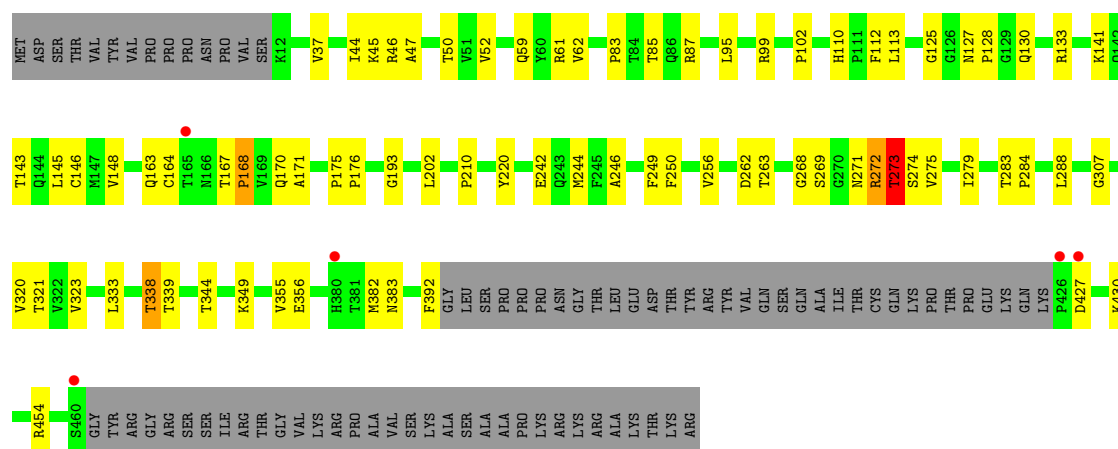 MET ASP SER THR VAL TYR VAL PRO PRO PRO ASN PRO VAL SER K12 V37 I44 K45 R46 A47 T50 V51 V52 Q59 Y60 R61 V62 P83 T84 T85 Q86 R87 L95 R99 P102 H110 P111 F112 L113 G125 G126 N127 P128 G129 Q130 R133 K141 Q142
T143 Q144 L145 C146 M147 V148 Q163 C164 T165 N166 T167 P168 V169 Q170 A171 P175 P176 G193 L202 P210 Y220 E242 Q243 M244 F245 A246 F249 F250 V256 D262 T263 G268 S269 G270 N271 R272 T273 S274 V275 I279 T283 P284 L288 G307
V320 T321 V322 V323 L333 T338 T339 T344 K349 V355 E356 H380 T381 M382 N383 F392 GLY LEU SER PRO PRO PRO ASN GLY THR LEU GLU ASP THR TYR ARG TYR VAL GLN SER GLN ALA ILE THR CYS GLN LYS PRO THR PRO GLU LYS GLN LYS P426 D427 K430
R454 S460 GLY TYR ARG GLY ARG SER SER ILE ARG THR GLY VAL LYS ARG PRO ALA VAL SER LYS ALA SER ALA ALA PRO LYS ARG LYS ARG ALA LYS THR LYS ARG